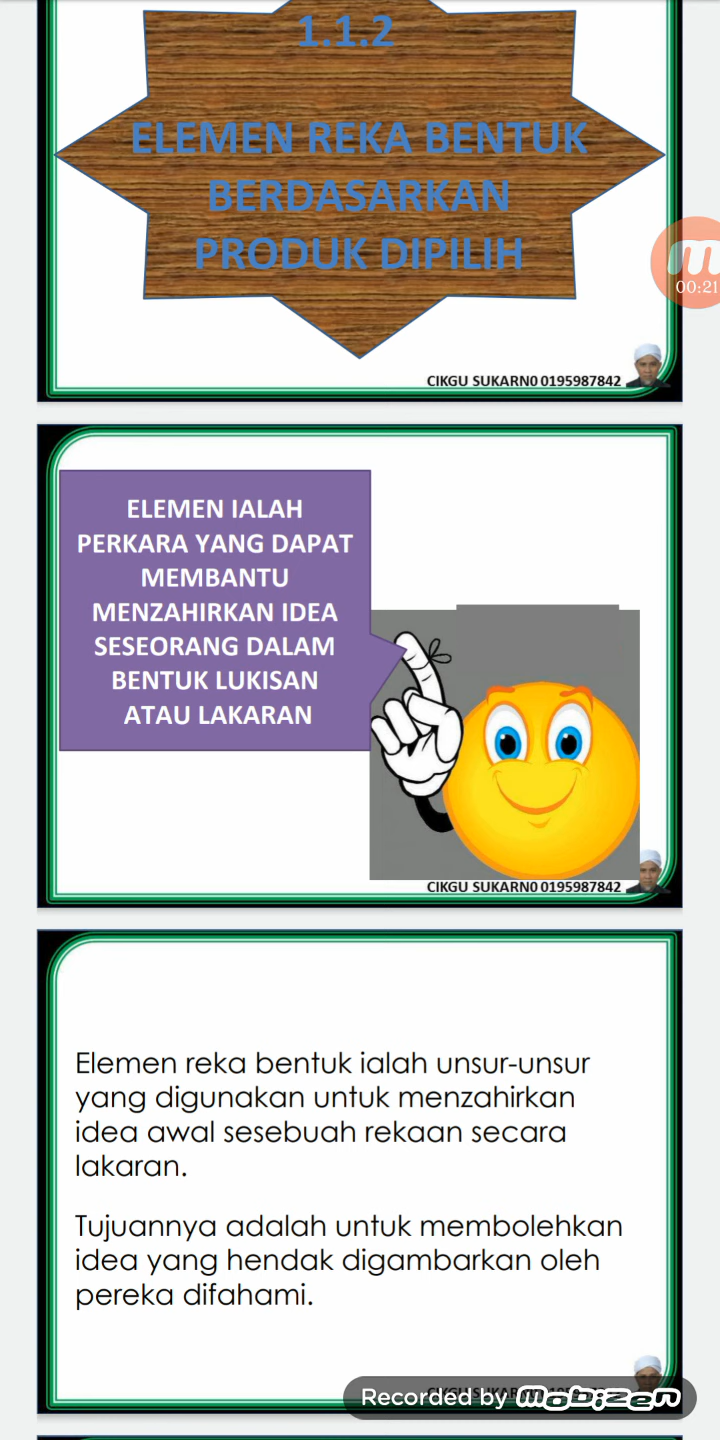 1.1.2
ELEMEN REKA BENTUK
BERDASARKAN
PRODUK DIPILIH
00:21
CIKGU SUKARN0 0195987842
ELEMEN IALAH
PERKARA YANG DAPAT
MEMBANTU
MENZAHIRKAN IDEA
SESEORANG DALAM
BENTUK LUKISAN
ATAU LAKARAN
CIKGU SUKARN0 0195987842
Elemen reka bentuk ialah unsur-unsur
yang digunakan untuk menzahirkan
idea awal sesebuah rekaan secara
lakaran.
Tujuannya adalah untuk membolehkan
idea yang hendak digambarkan oleh
pereka difahami.
Recorded by mobizen